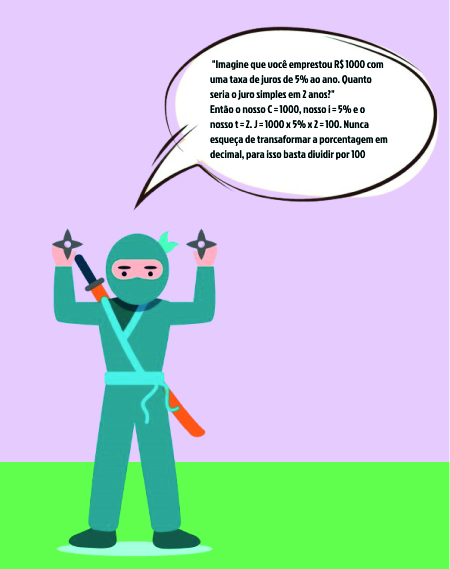 "Imagine que você emprestou R$ 1000 com
uma taxa de juros de 5% ao ano. Quanto
seria o juro simples em 2 anos?"
Então o nosso C = 1000, nosso i = 5% e o
nosso t = 2. J = 1000 x 5% x 2 = 100. Nunca
esqueça de transaformar a porcentagem em
decimal, para isso basta dividir por 100